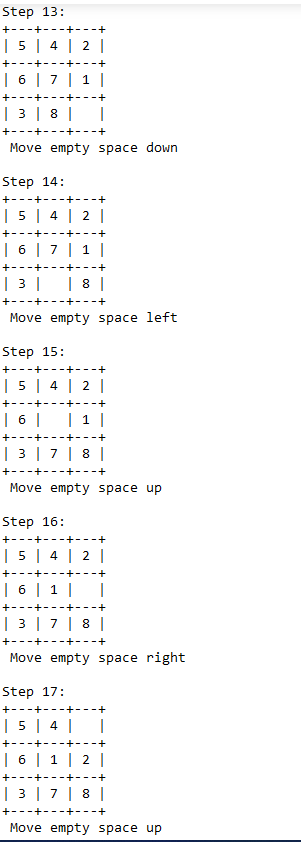 Step 13:
+---+---+---+
| 5 | 4 | 2 |
+---+---+---+
| 6 | 7 | 1 |
+---+---+---+
| 3 | 8 |   |
+---+---+---+
 Move empty space down

Step 14:
+---+---+---+
| 5 | 4 | 2 |
+---+---+---+
| 6 | 7 | 1 |
+---+---+---+
| 3 |   | 8 |
+---+---+---+
 Move empty space left

Step 15:
+---+---+---+
| 5 | 4 | 2 |
+---+---+---+
| 6 |   | 1 |
+---+---+---+
| 3 | 7 | 8 |
+---+---+---+
 Move empty space up

Step 16:
+---+---+---+
| 5 | 4 | 2 |
+---+---+---+
| 6 | 1 |   |
+---+---+---+
| 3 | 7 | 8 |
+---+---+---+
 Move empty space right

Step 17:
+---+---+---+
| 5 | 4 |   |
+---+---+---+
| 6 | 1 | 2 |
+---+---+---+
| 3 | 7 | 8 |
+---+---+---+
 Move empty space up